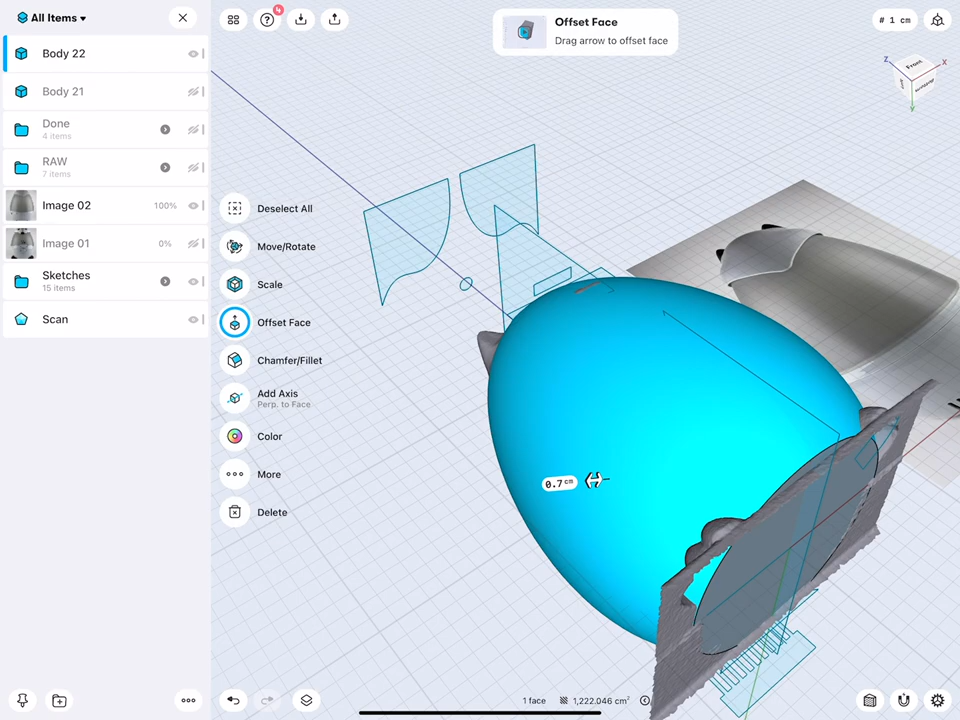 All Items ▾
Body 22
Body 21
Done
4 items
RAW
7 items
Image 02
100%
Image 01
0%
Sketches
15 items
Scan
4
Offset Face
Drag arrow to offset face
# 1 cm
Front
Z
X
Y
Deselect All
Move/Rotate
Scale
Offset Face
Chamfer/Fillet
Add Axis
Perp. to Face
Color
More
Delete
0.7 cm
1 face
1,222.046 cm²